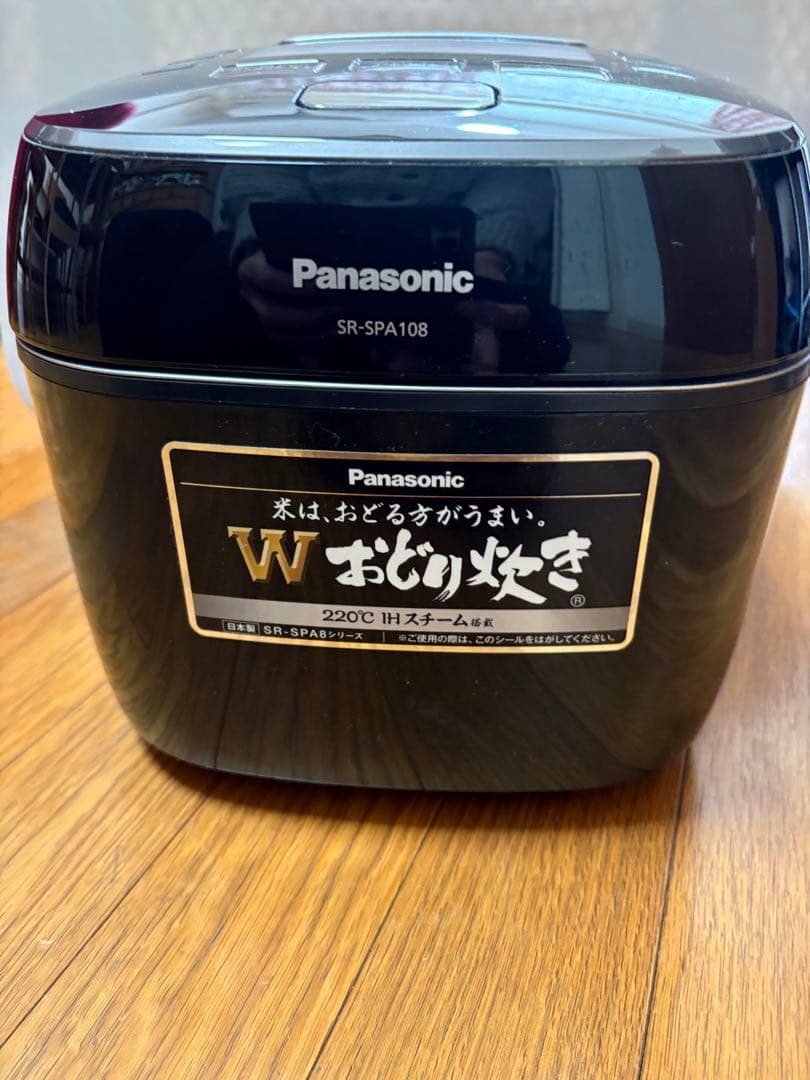 Panasonic
SR-SPA108
Panasonic
米は、おどる方がうまい。
Wおどり炊き®
220℃ IHスチーム搭載
日本製 SR-SPA8シリーズ ※ご使用の際は、このシールをはがしてください。